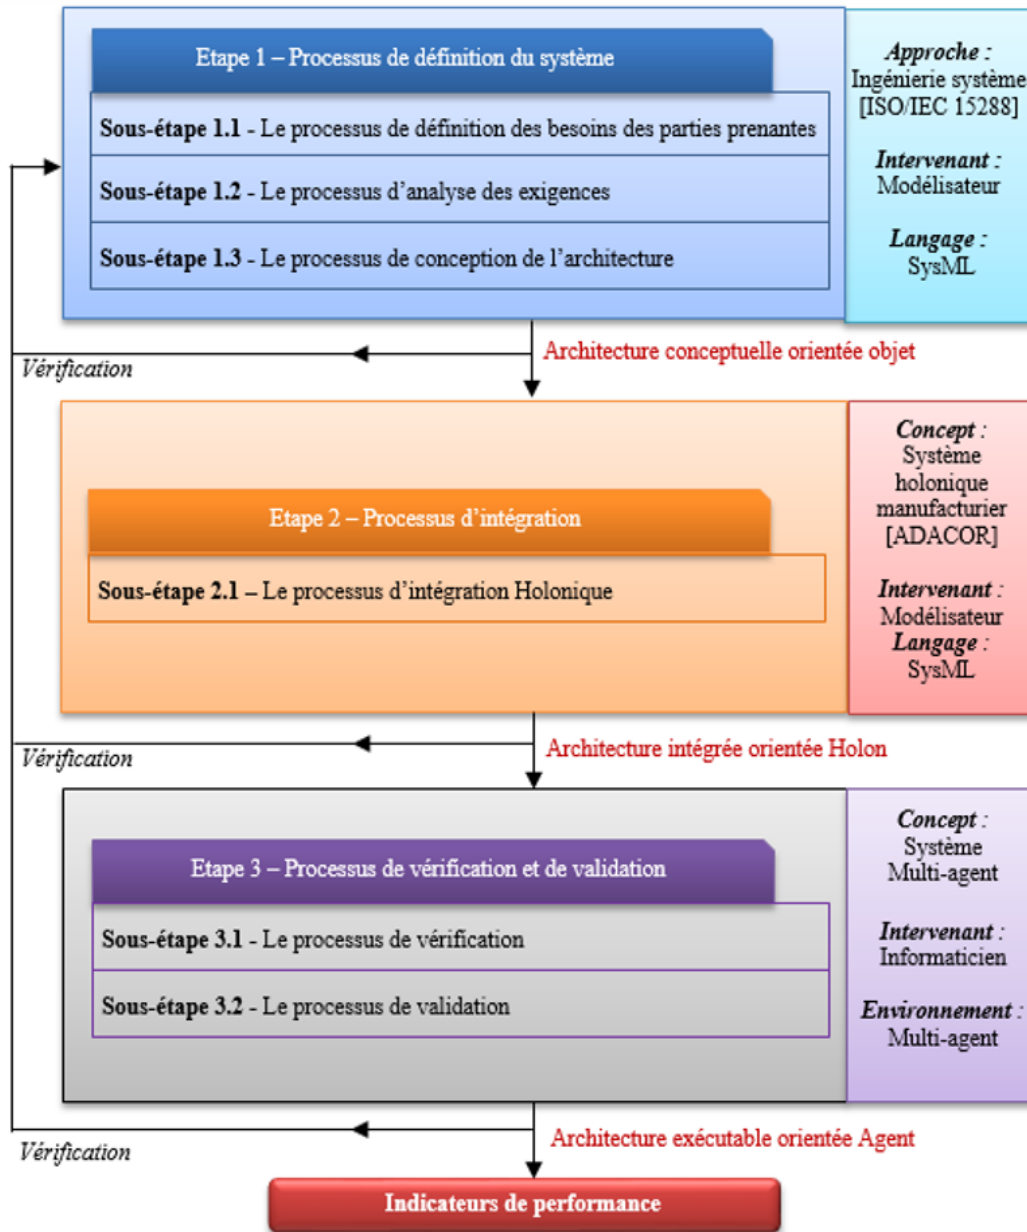 Etape 1 – Processus de définition du système
Sous-étape 1.1 - Le processus de définition des besoins des parties prenantes
Sous-étape 1.2 - Le processus d’analyse des exigences
Sous-étape 1.3 - Le processus de conception de l’architecture
Approche :
Ingénierie système
[ISO/IEC 15288]
Intervenant :
Modélisateur
Langage :
SysML
Vérification
Architecture conceptuelle orientée objet
Etape 2 – Processus d’intégration
Sous-étape 2.1 – Le processus d’intégration Holonique
Concept :
Système
holonique
manufacturier
[ADACOR]
Intervenant :
Modélisateur
Langage :
SysML
Vérification
Architecture intégrée orientée Holon
Etape 3 – Processus de vérification et de validation
Sous-étape 3.1 - Le processus de vérification
Sous-étape 3.2 - Le processus de validation
Concept :
Système
Multi-agent
Intervenant :
Informaticien
Environnement :
Multi-agent
Vérification
Architecture exécutable orientée Agent
Indicateurs de performance